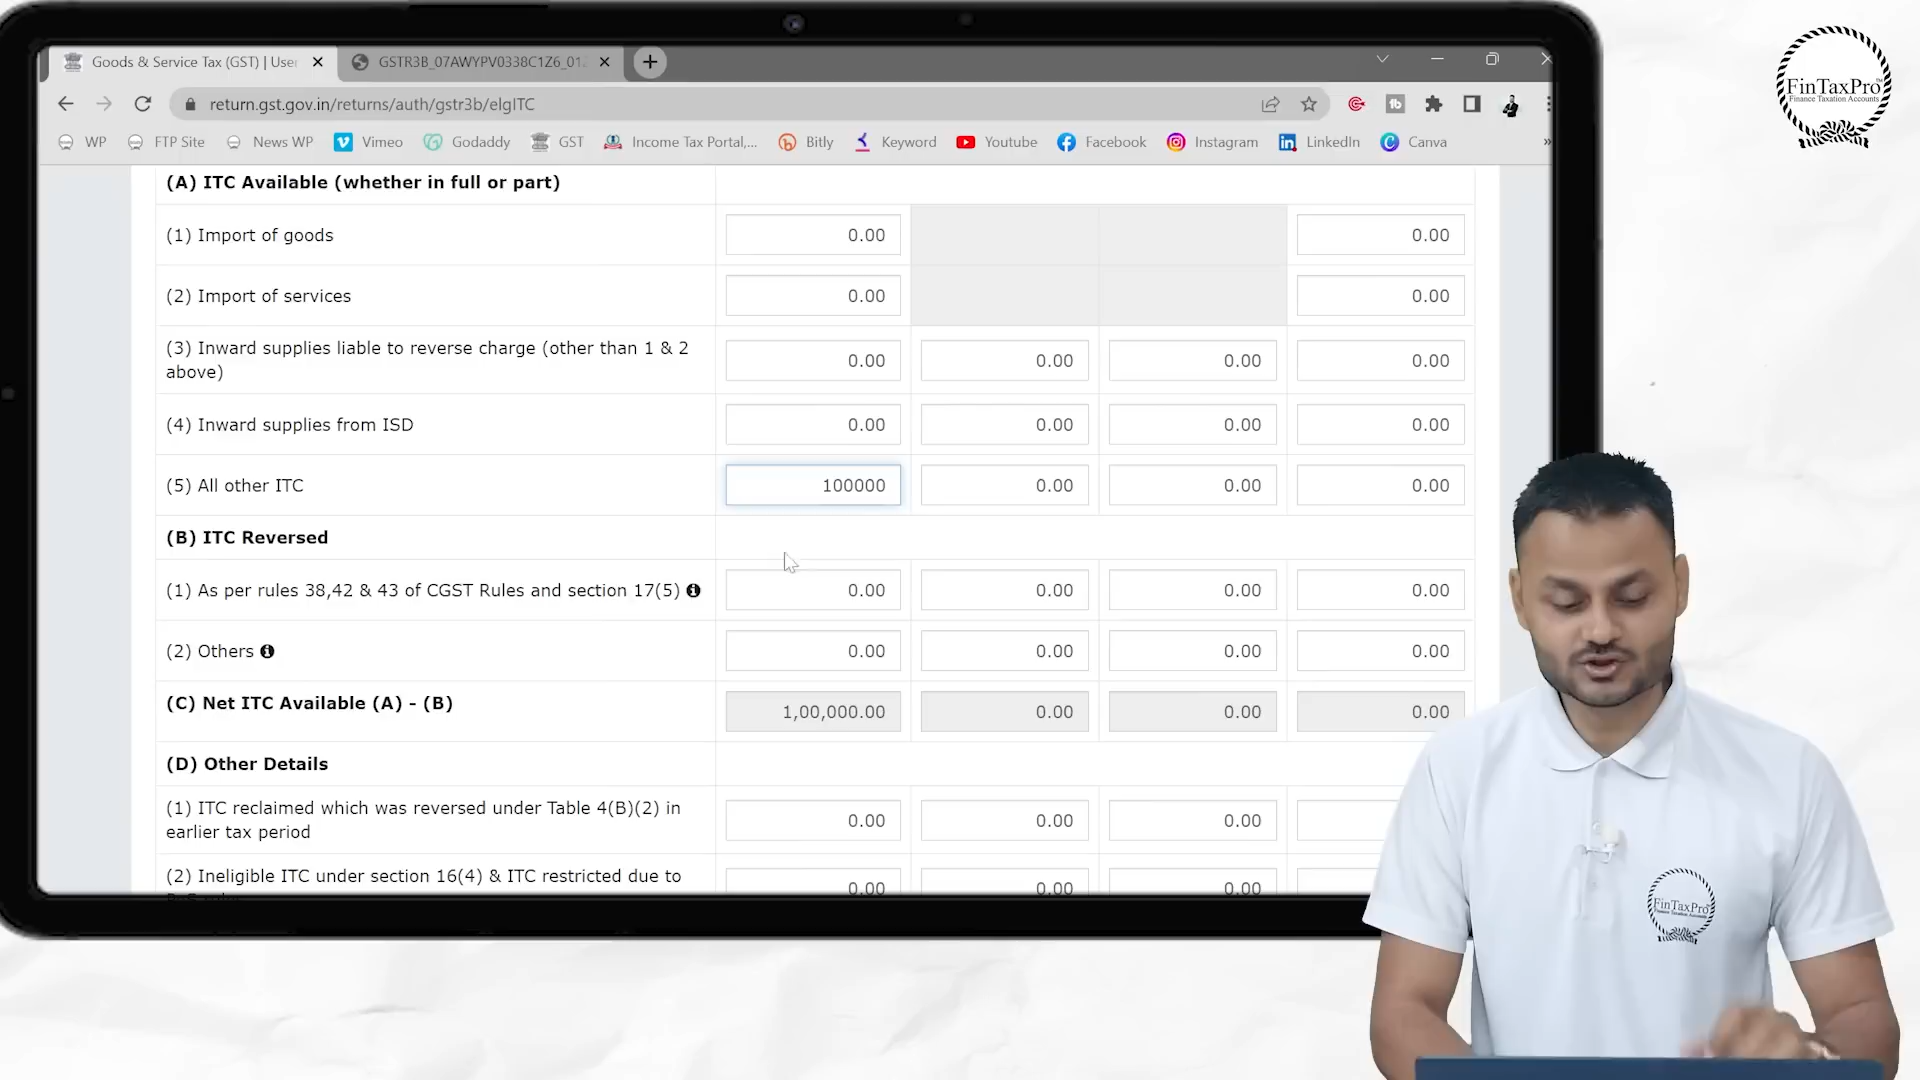 Goods & Service Tax (GST) | User
GSTR3B_07AWYPV0338C1Z6_012
return.gst.gov.in/returns/auth/gstr3b/elgITC
WP FTP Site News WP Vimeo Godaddy GST Income Tax Portal,... Bitly Keyword Youtube Facebook Instagram LinkedIn Canva »
FinTaxPro
Finance Taxation Accounts
(A) ITC Available (whether in full or part)
(1) Import of goods 0.00 0.00
(2) Import of services 0.00 0.00
(3) Inward supplies liable to reverse charge (other than 1 & 2
above) 0.00 0.00 0.00 0.00
(4) Inward supplies from ISD 0.00 0.00 0.00 0.00
(5) All other ITC 100000 0.00 0.00 0.00
(B) ITC Reversed
(1) As per rules 38,42 & 43 of CGST Rules and section 17(5) 0.00 0.00 0.00 0.00
(2) Others 0.00 0.00 0.00 0.00
(C) Net ITC Available (A) - (B) 1,00,000.00 0.00 0.00 0.00
(D) Other Details
(1) ITC reclaimed which was reversed under Table 4(B)(2) in
earlier tax period 0.00 0.00 0.00
(2) Ineligible ITC under section 16(4) & ITC restricted due to
0.00 0.00 0.00
FinTaxPro
Finance Taxation Accounts